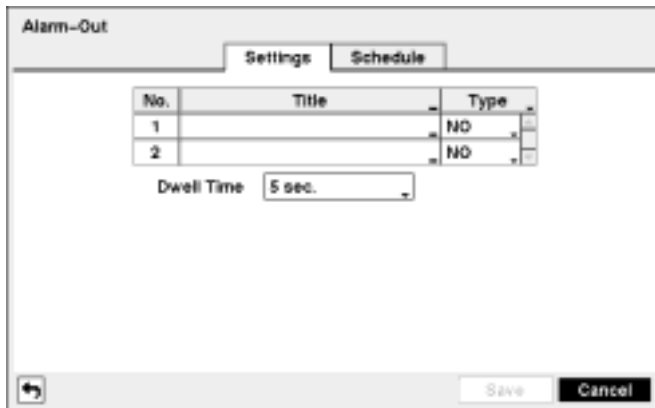 Alarm-Out
Settings Schedule
No. Title Type
1 NO
2 NO
Dwell Time 5 sec.
Save Cancel